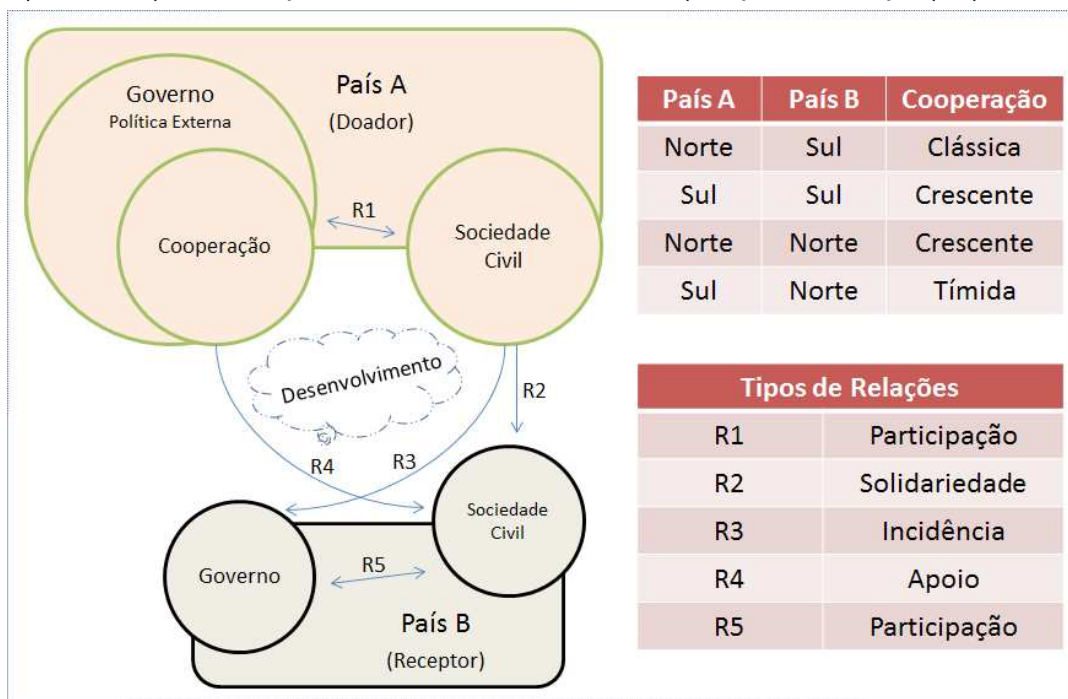 País A
(Doador)
Governo
Política Externa
Cooperação
R1
Sociedade
Civil
Desenvolvimento
R2
R4
R3
Sociedade
Civil
Governo
R5
País B
(Receptor)
País A País B Cooperação
Norte Sul Clássica
Sul Sul Crescente
Norte Norte Crescente
Sul Norte Tímida
Tipos de Relações
R1 Participação
R2 Solidariedade
R3 Incidência
R4 Apoio
R5 Participação